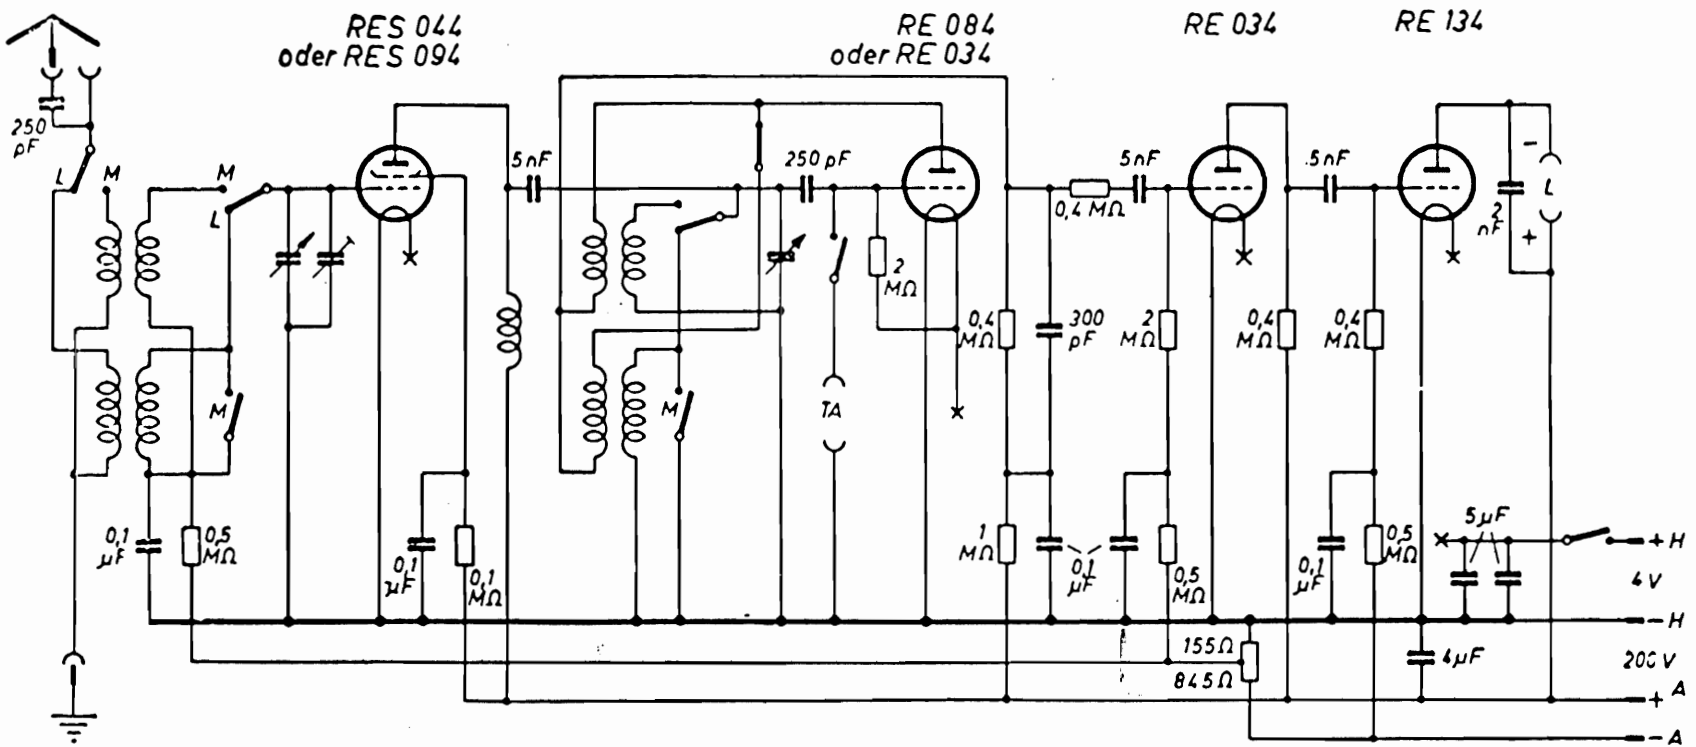 RES 044
oder RES 094
RE 084
oder RE 034
RE 034
RE 134
250
pF
L
M
M
L
M
5nF
250 pF
2
MΩ
TA
M
0,4
MΩ
300
pF
0,4 MΩ
5nF
2
MΩ
0,4
MΩ
5nF
0,4
MΩ
2
nF
-
L
+
0,1
µF
0,5
MΩ
0,1
µF
0,1
MΩ
1
MΩ
0,1
µF
0,5
MΩ
0,1
µF
0,5
MΩ
5µF
+ H
4V
- H
155Ω
845Ω
4µF
200 V
+ A
- A